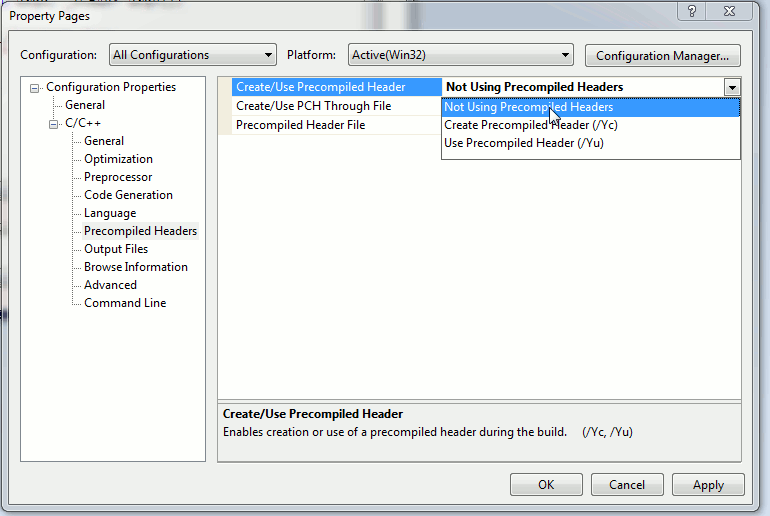 Property Pages
?
Configuration: All Configurations Platform: Active(Win32) Configuration Manager...
Configuration Properties
General
C/C++
General
Optimization
Preprocessor
Code Generation
Language
Precompiled Headers
Output Files
Browse Information
Advanced
Command Line
Create/Use Precompiled Header Not Using Precompiled Headers
Create/Use PCH Through File
Precompiled Header File
Not Using Precompiled Headers
Create Precompiled Header (/Yc)
Use Precompiled Header (/Yu)
Create/Use Precompiled Header
Enables creation or use of a precompiled header during the build. (/Yc, /Yu)
OK Cancel Apply